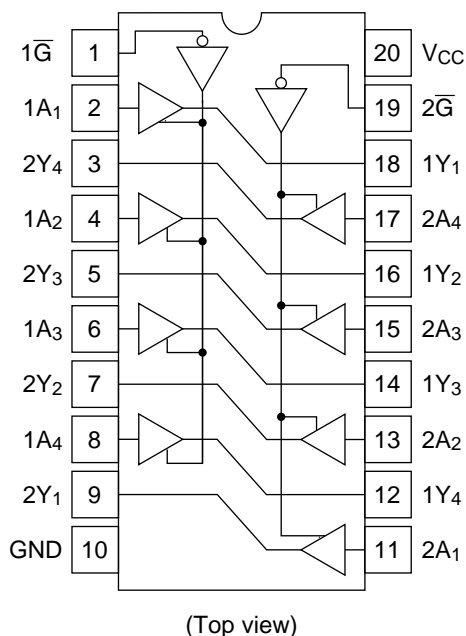 1G̅ 1 20 VCC
1A1 2 19 2G̅
2Y4 3 18 1Y1
1A2 4 17 2A4
2Y3 5 16 1Y2
1A3 6 15 2A3
2Y2 7 14 1Y3
1A4 8 13 2A2
2Y1 9 12 1Y4
GND 10 11 2A1
(Top view)